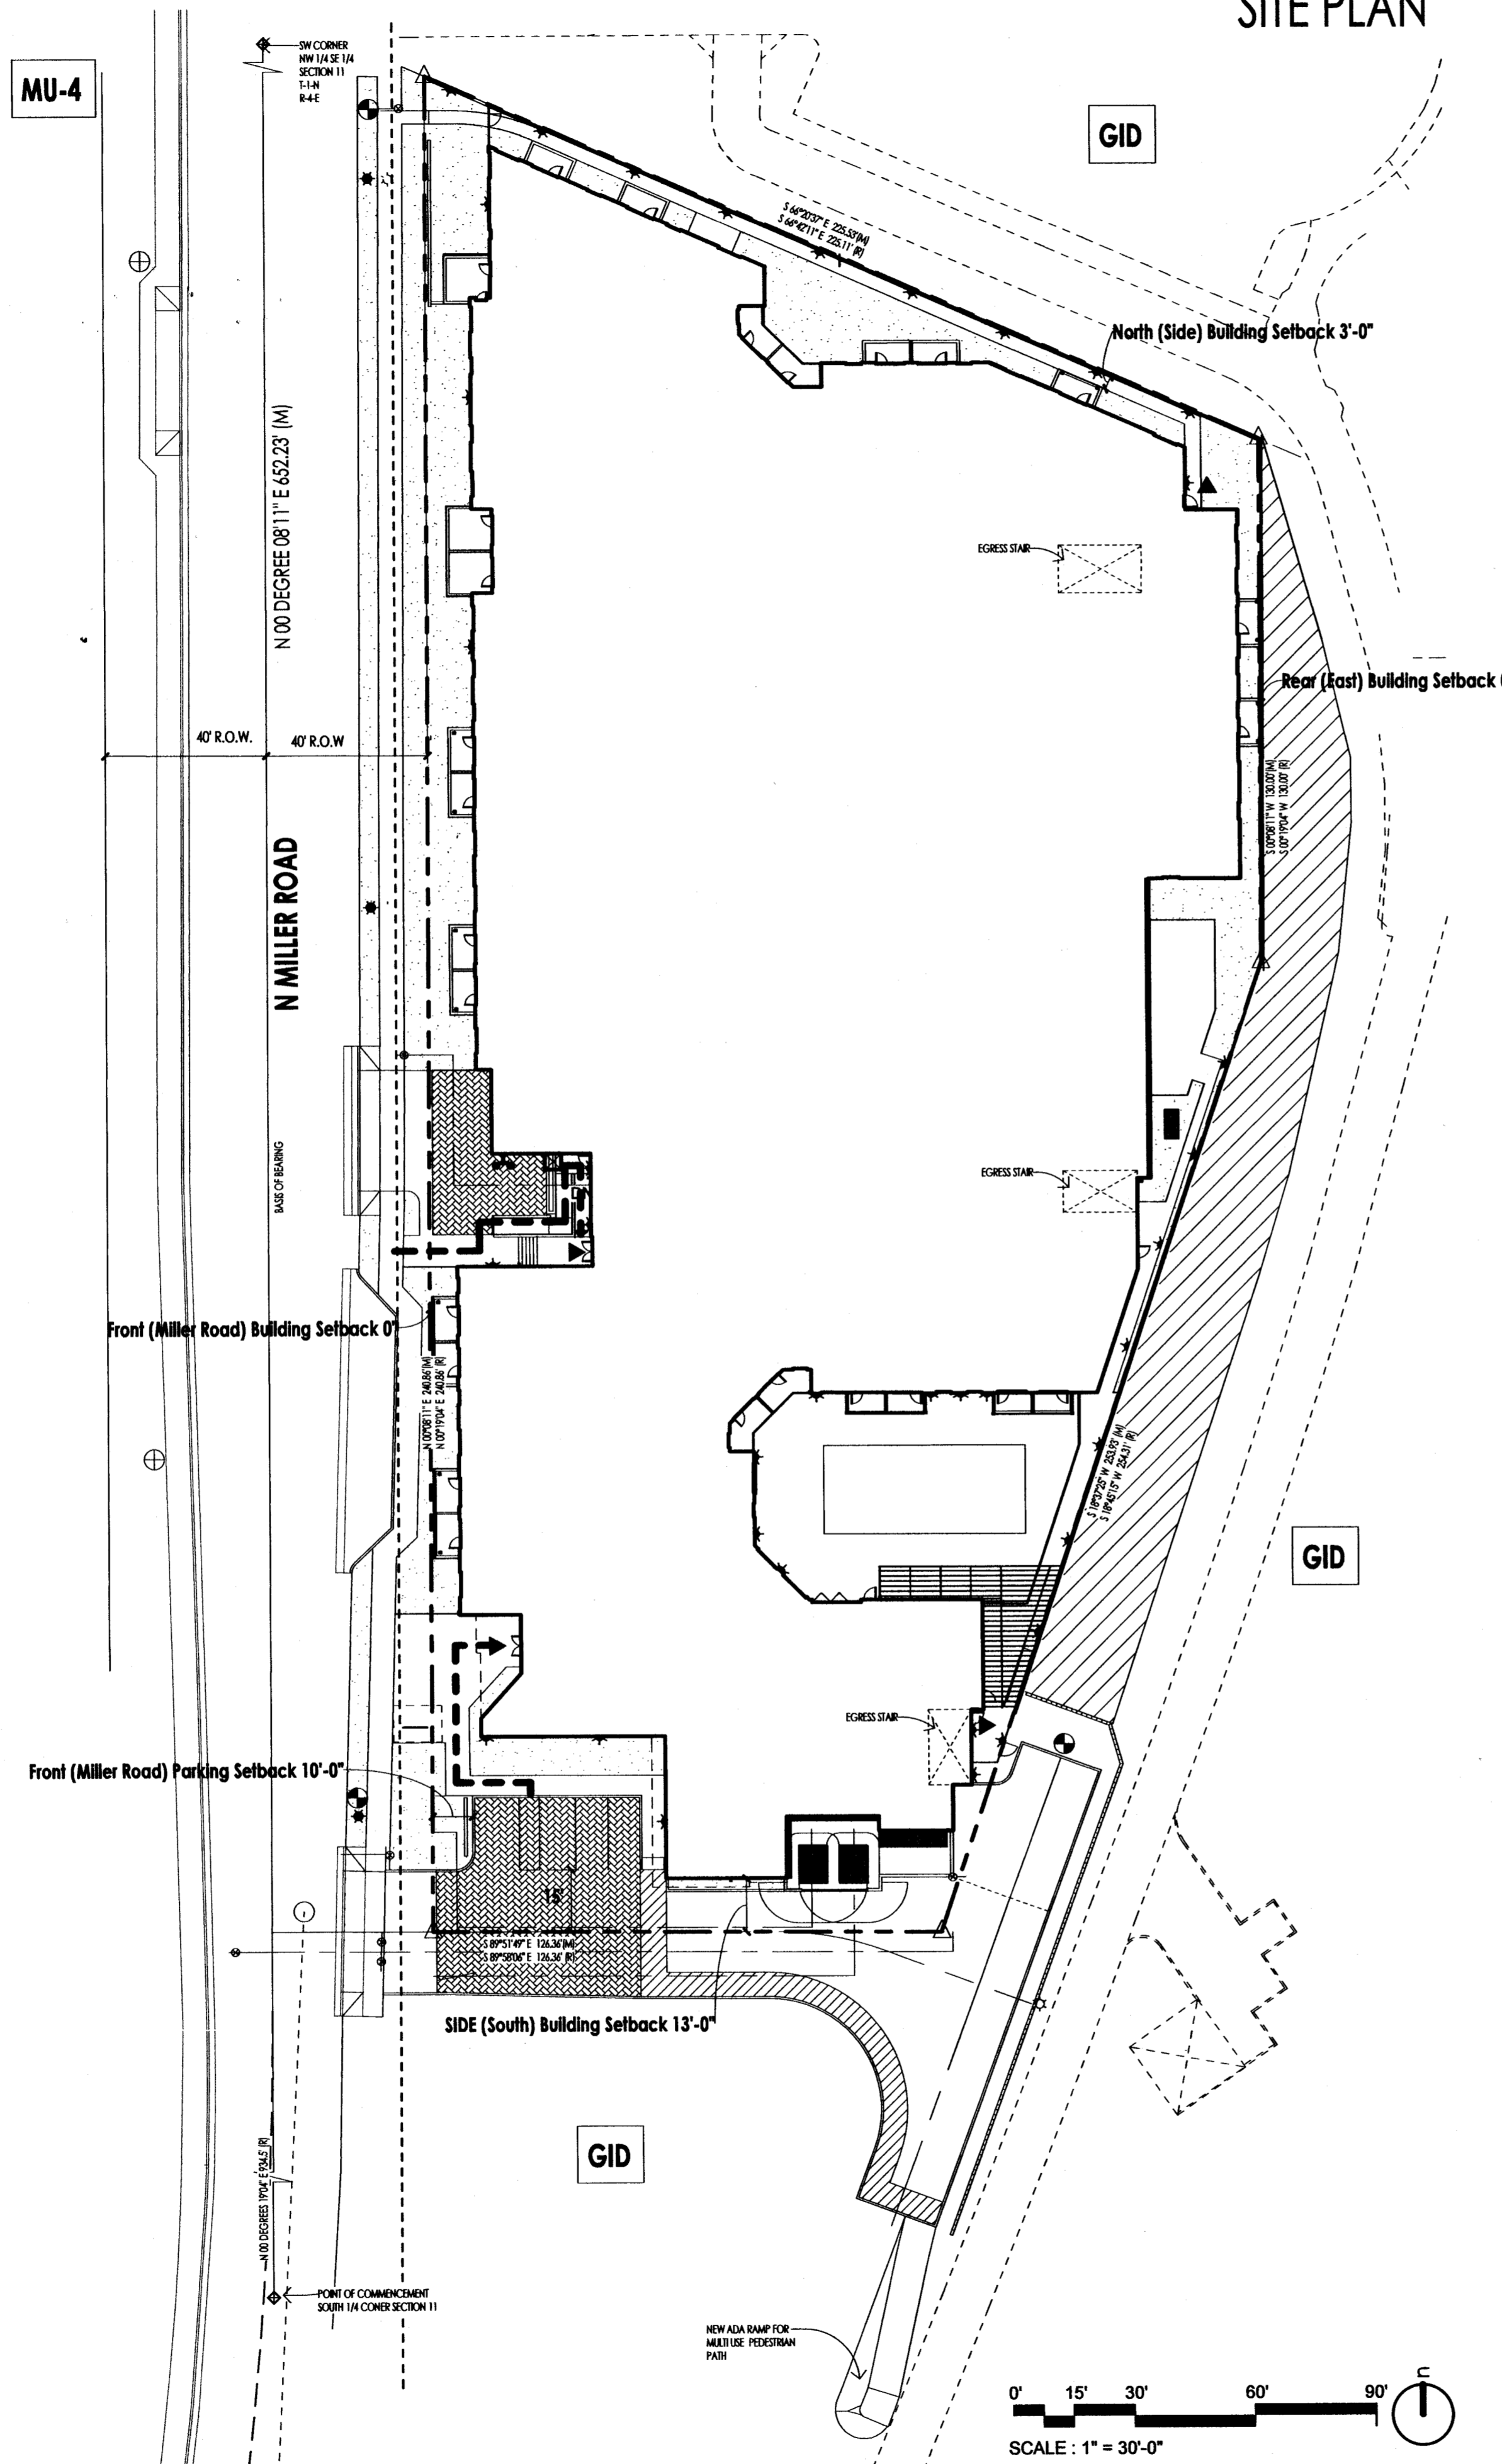 SITE PLAN
SW CORNER
NW 1/4 SE 1/4
SECTION 11
T-1-N
R-4-E
MU-4
GID
S 66°20'37" E 225.53'(M)
S 66°42'11" E 225.11' (R)
North (Side) Building Setback 3'-0"
N 00 DEGREE 08'11" E 652.23' (M)
EGRESS STAIR
Rear (East) Building Setback
40' R.O.W.
40' R.O.W
S 00°08'11" W 130.00'(M)
S 00°19'04" W 130.00' (R)
N MILLER ROAD
BASIS OF BEARING
EGRESS STAIR
Front (Miller Road) Building Setback 0"
N 00°08'11" E 240.86'(M)
N 00°19'04" E 240.86' (R)
S 18°37'25" W 253.93' (M)
S 18°45'15" W 254.31' (R)
GID
EGRESS STAIR
Front (Miller Road) Parking Setback 10'-0"
15'
S 89°51'49" E 126.36'(M)
S 89°58'06" E 126.36' (R)
SIDE (South) Building Setback 13'-0"
GID
N 00 DEGREES 19'04" E 934.5' (R)
POINT OF COMMENCEMENT
SOUTH 1/4 CONER SECTION 11
NEW ADA RAMP FOR
MULTI USE PEDESTRIAN
PATH
0' 15' 30' 60' 90'
SCALE : 1" = 30'-0"
n